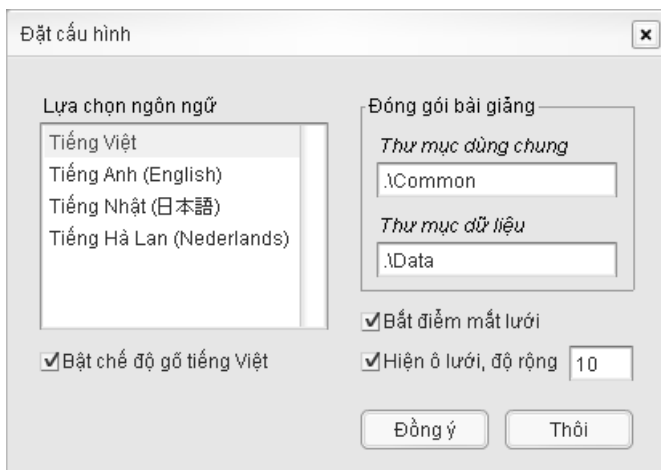 Đặt cấu hình
Lựa chọn ngôn ngữ
Tiếng Việt
Tiếng Anh (English)
Tiếng Nhật (日本語)
Tiếng Hà Lan (Nederlands)
Bật chế độ gõ tiếng Việt
Đóng gói bài giảng
Thư mục dùng chung
.\Common
Thư mục dữ liệu
.\Data
Bắt điểm mắt lưới
Hiện ô lưới, độ rộng 10
Đồng ý
Thôi